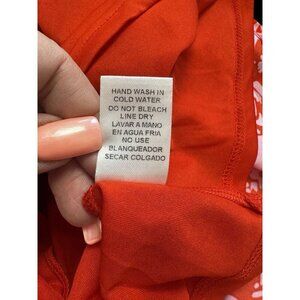 HAND WASH IN
COLD WATER
DO NOT BLEACH
LINE DRY
LAVAR A MANO
EN AGUA FRIA
NO USE
BLANQUEADOR
SECAR COLGADO